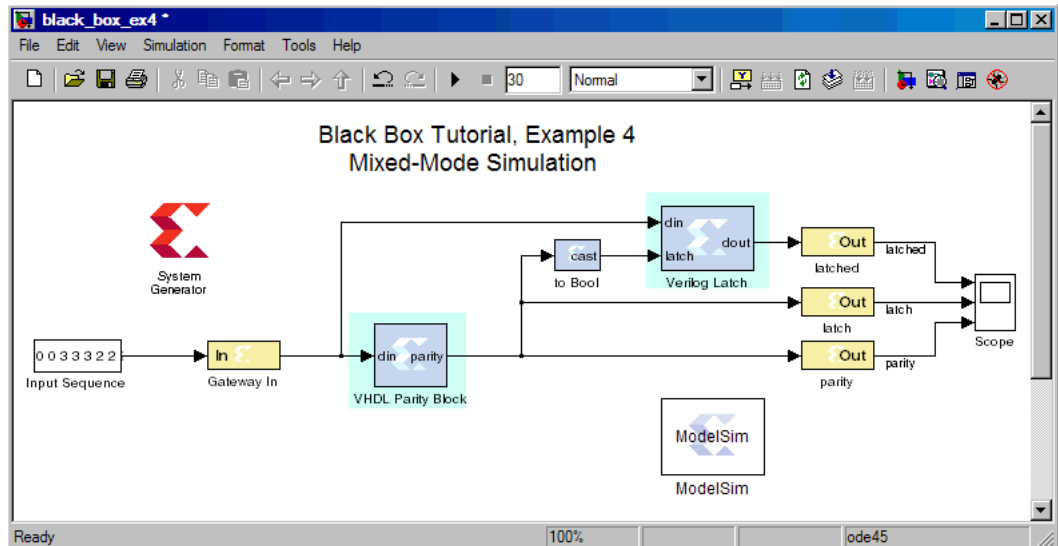 black_box_ex4 *
File Edit View Simulation Format Tools Help
30 Normal
Black Box Tutorial, Example 4
Mixed-Mode Simulation
System
Generator
0 0 3 3 3 2 2
Input Sequence
In
Gateway In
din parity
VHDL Parity Block
cast
to Bool
din
dout
latch
Verilog Latch
Out
latched
latched
Out
latch
latch
Out
parity
parity
Scope
ModelSim
ModelSim
Ready 100% ode45